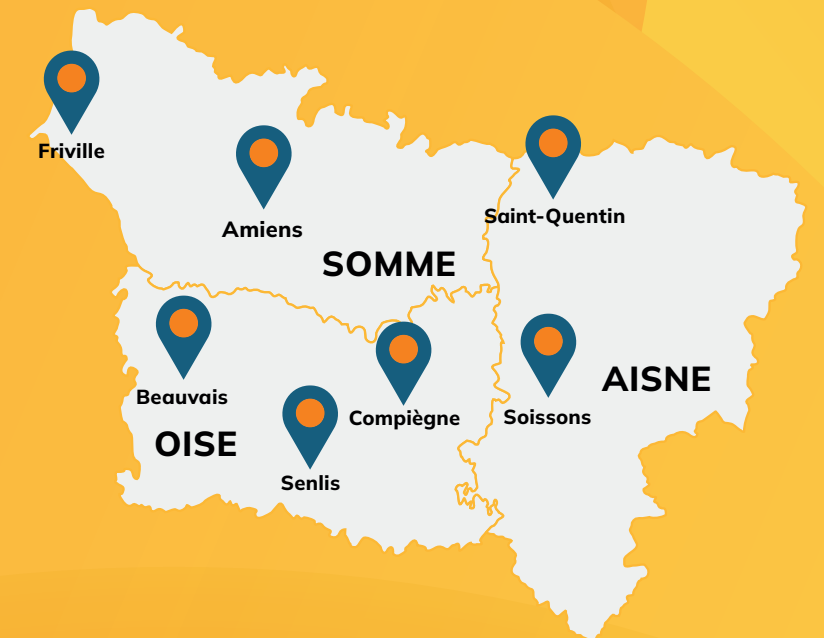 Friville
Amiens
Saint-Quentin
SOMME
Beauvais
Compiègne
Soissons
AISNE
OISE
Senlis